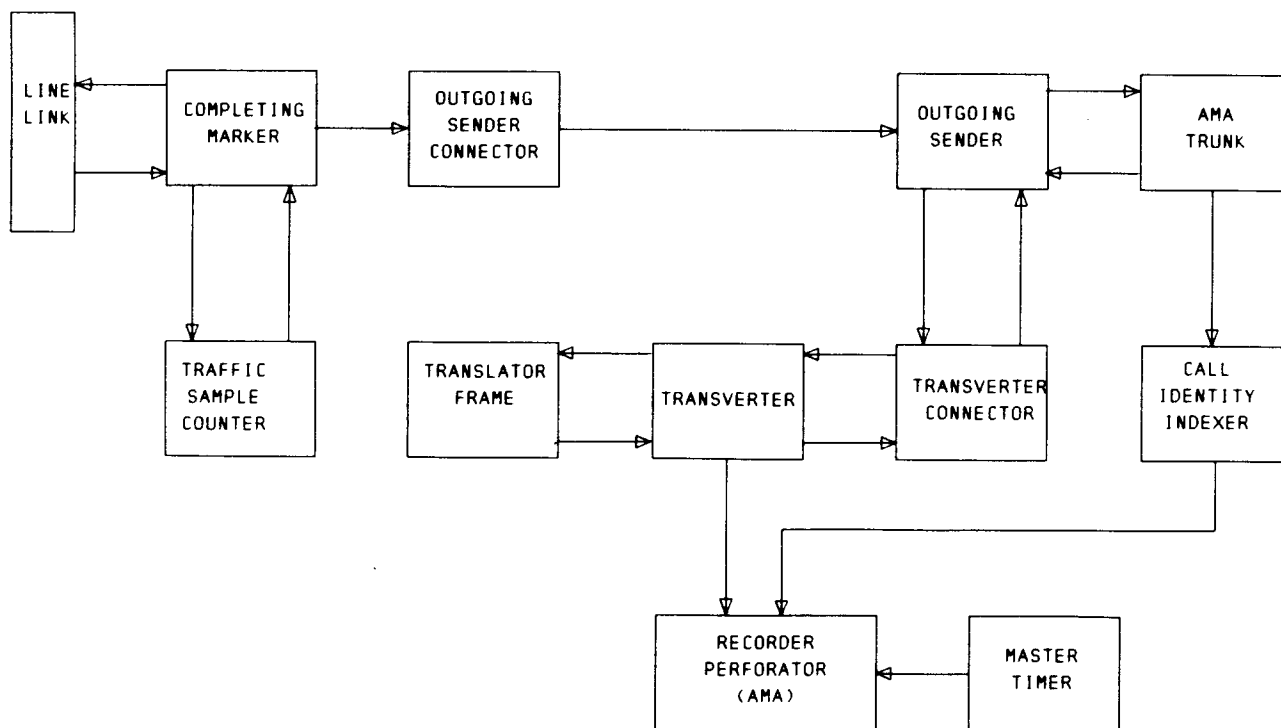 LINE
LINK
COMPLETING
MARKER
OUTGOING
SENDER
CONNECTOR
OUTGOING
SENDER
AMA
TRUNK
TRAFFIC
SAMPLE
COUNTER
TRANSLATOR
FRAME
TRANSVERTER
TRANSVERTER
CONNECTOR
CALL
IDENTITY
INDEXER
RECORDER
PERFORATOR
(AMA)
MASTER
TIMER